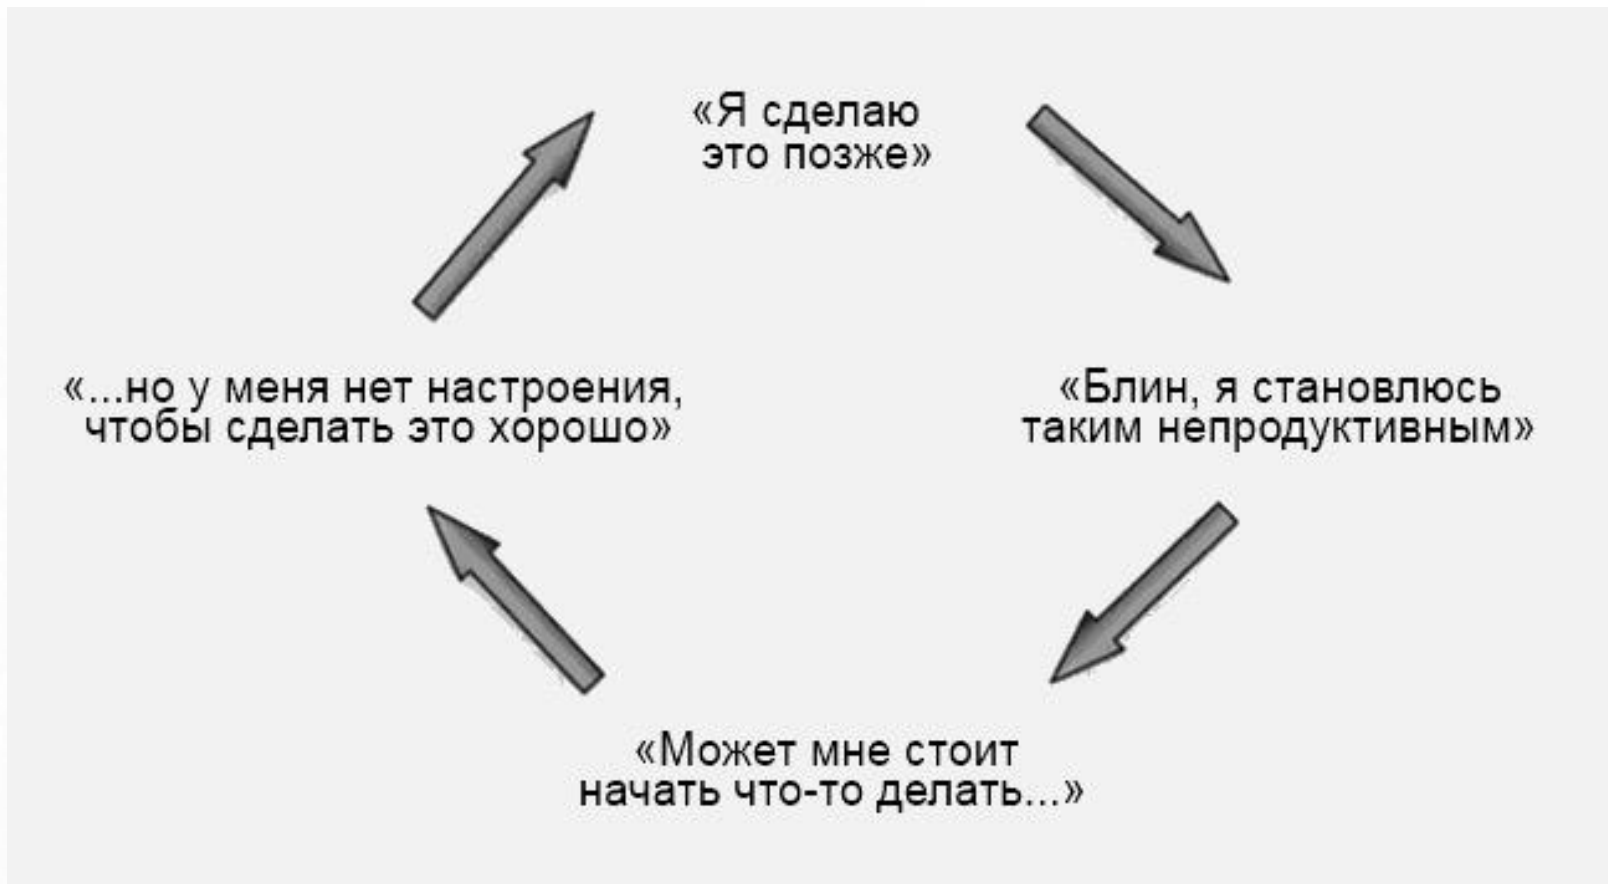 «Я сделаю
это позже»
«Блин, я становлюсь
таким непродуктивным»
«Может мне стоит
начать что-то делать...»
«...но у меня нет настроения,
чтобы сделать это хорошо»